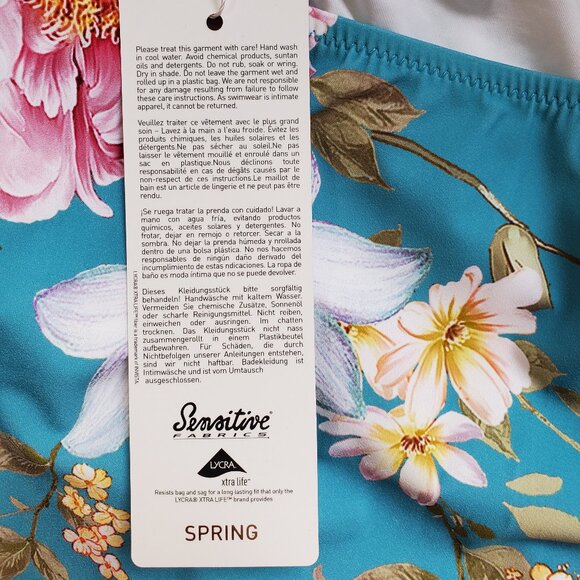 Please treat this garment with care! Hand wash
in cool water. Avoid chemical products, suntan
oils and detergents. Do not rub, soak or wring.
Dry in shade. Do not leave the garment wet and
rolled up in a plastic bag. We are not responsible
for any damage resulting from failure to follow
these care instructions. As swimwear is intimate
apparel, it cannot be returned.
Veuillez traiter ce vêtement avec le plus grand
soin – Lavez à la main a l'eau froide. Évitez les
produits chimiques, les huiles solaires et les
détergents.Ne pas sécher au soleil.Ne pas
laisser le vêtement mouillé et enroulé dans un
sac en plastique.Nous déclinons toute
responsabilité en cas de dégâts causés par le
non-respect de ces instructions.Le maillot de
bain est un article de lingerie et ne peut pas être
rendu.
¡Se ruega tratar la prenda con cuidado! Lavar a
mano con agua fría, evitando productos
químicos, aceites solares y detergentes. No
frotar, dejar en remojo o retorcer. Secar a la
sombra. No dejar la prenda húmeda y rrollada
dentro de una bolsa plástica. No nos hacemos
responsables de ningún daño derivado del
incumplimiento de estas ndicaciones. La ropa de
baño es moda íntima que no se puede devolver.
Dieses Kleidungsstück bitte sorgfältig
behandeln! Handwäsche mit kaltem Wasser.
Vermeiden Sie chemische Zusätze, Sonnenöl
oder scharfe Reinigungsmittel. Nicht reiben,
einweichen oder auswringen. Im chatten
trocknen. Das Kleidungsstück nicht nass
zusammengerollt in einem Plastikbeutel
aufbewahren. Für Schäden, die durch
Nichtbefolgen unserer Anleitungen entstehen,
sind wir nicht haftbar. Badekleidung ist
Intimwäsche und ist vom Umtausch
ausgeschlossen.
LYCRA® XTRA LIFE™ fiber is a trademark of INVISTA
Sensitive®
FABRICS
LYCRA
xtra life™
Resists bag and sag for a long lasting fit that only the
LYCRA® XTRA LIFE™ brand provides
SPRING